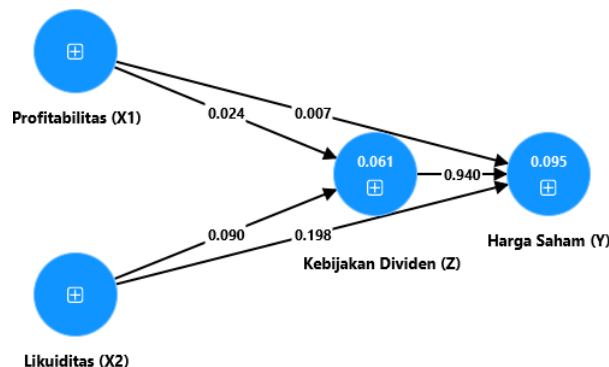 Profitabilitas (X1)
0.024
0.007
0.061
0.940
0.095
0.090
0.198
Harga Saham (Y)
Kebijakan Dividen (Z)
Likuiditas (X2)